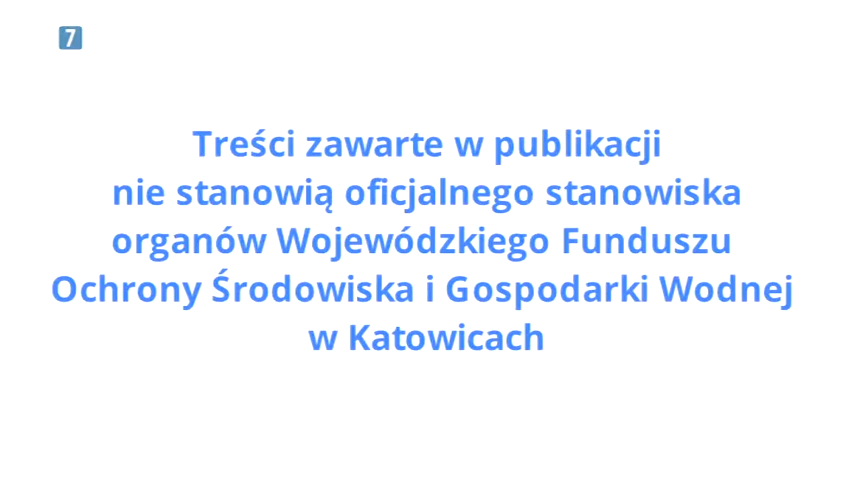 7
Treści zawarte w publikacji
nie stanowią oficjalnego stanowiska
organów Wojewódzkiego Funduszu
Ochrony Środowiska i Gospodarki Wodnej
w Katowicach